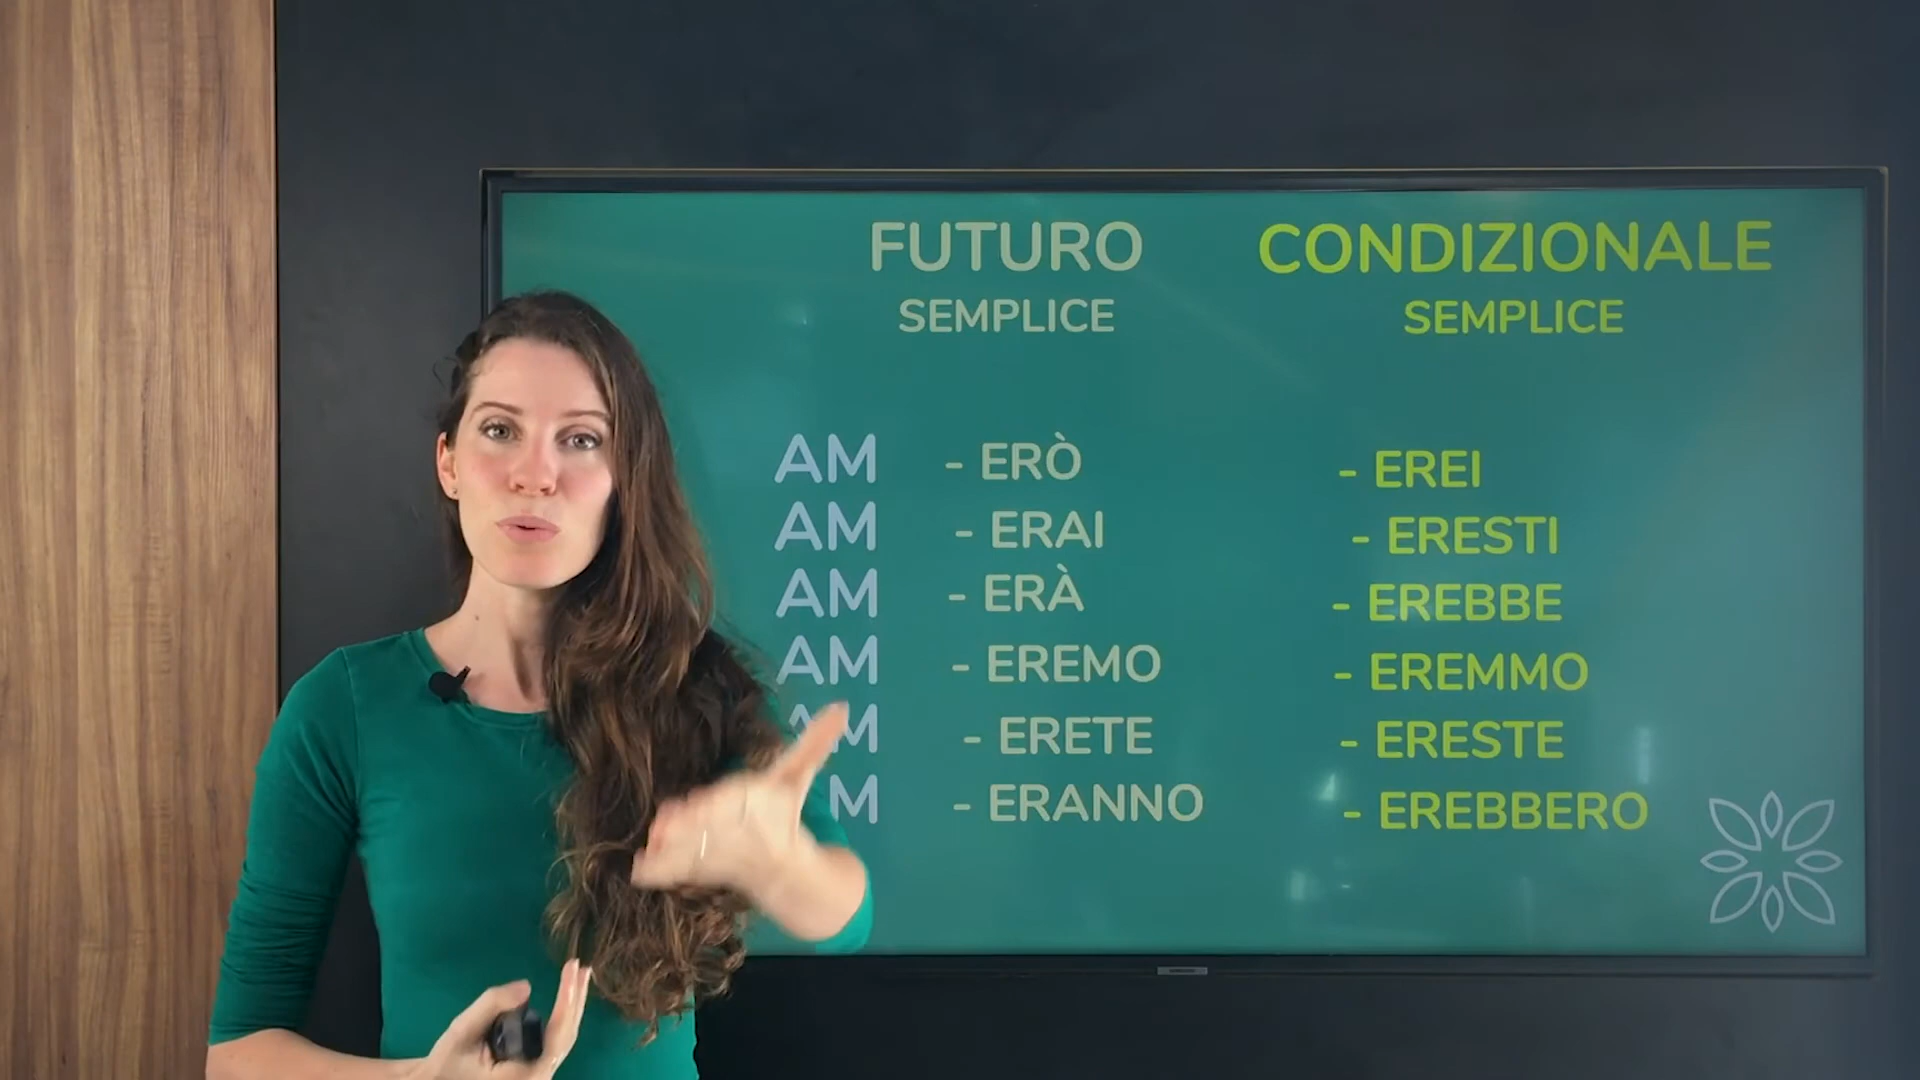 FUTURO CONDIZIONALE
SEMPLICE SEMPLICE
AM - ERÒ - EREI
AM - ERAI - ERESTI
AM - ERÀ - EREBBE
AM - EREMO - EREMMO
AM - ERETE - ERESTE
M - ERANNO - EREBBERO